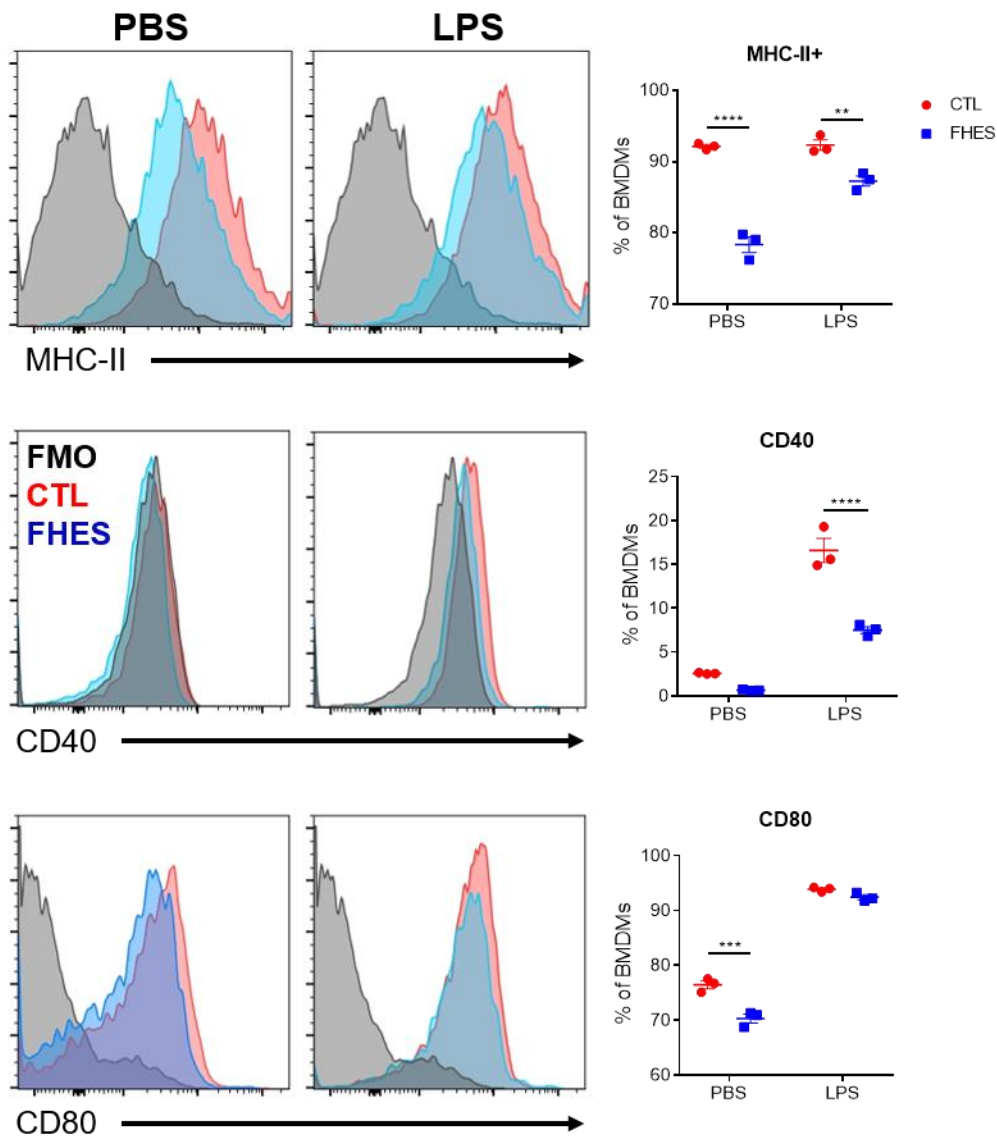 PBS
LPS
MHC-II
MHC-II+
% of BMDMs
100
90
80
70
****
**
PBS
LPS
CTL
FHES
FMO
CTL
FHES
CD40
CD40
% of BMDMs
25
20
15
10
5
0
****
PBS
LPS
CD80
CD80
% of BMDMs
100
90
80
70
60
***
PBS
LPS